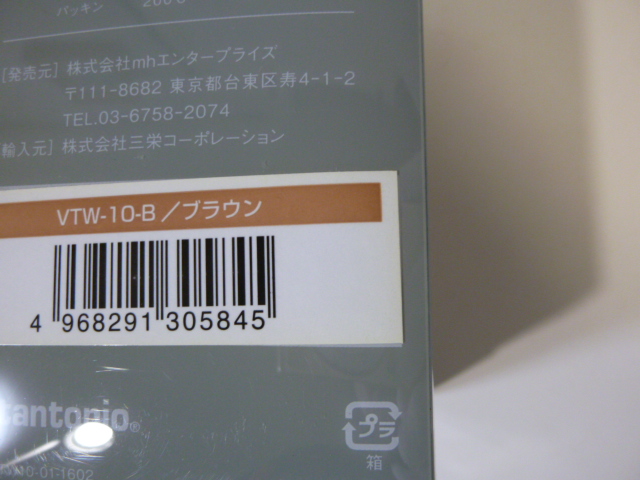 パッキン 200℃
[発売元] 株式会社mhエンタープライズ
〒111-8682 東京都台東区寿4-1-2
TEL.03-6758-2074
[輸入元] 株式会社三栄コーポレーション
VTW-10-B／ブラウン
4 968291 305845
antonio®
プラ
箱